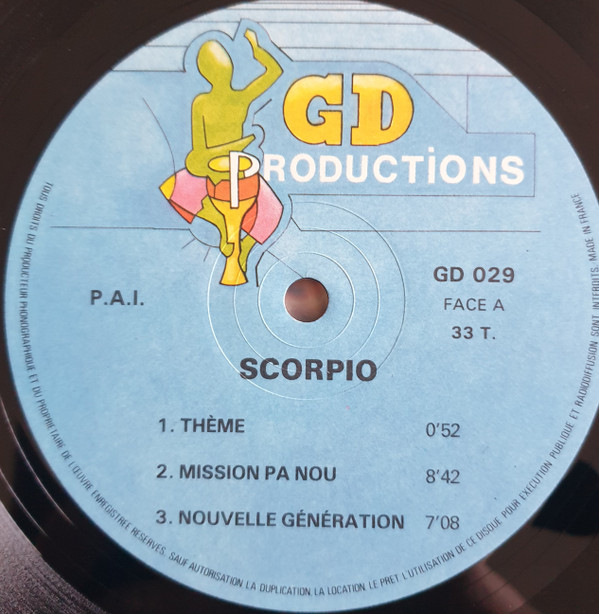 GD
PRODUCTiONS
P.A.I.
GD 029
FACE A
33 T.
SCORPIO
1. THÈME 0'52
2. MISSION PA NOU 8'42
3. NOUVELLE GÉNÉRATION 7'08
TOUS DROITS DU PRODUCTEUR PHONOGRAPHIQUE ET DU PROPRIETAIRE DE L'ŒUVRE ENREGISTREE RESERVES. SAUF AUTORISATION LA DUPLICATION, LA LOCATION, LE PRET L'UTILISATION DE CE DISQUE POUR EXECUTION PUBLIQUE ET RADIODIFFUSION SONT INTERDITS. MADE IN FRANCE